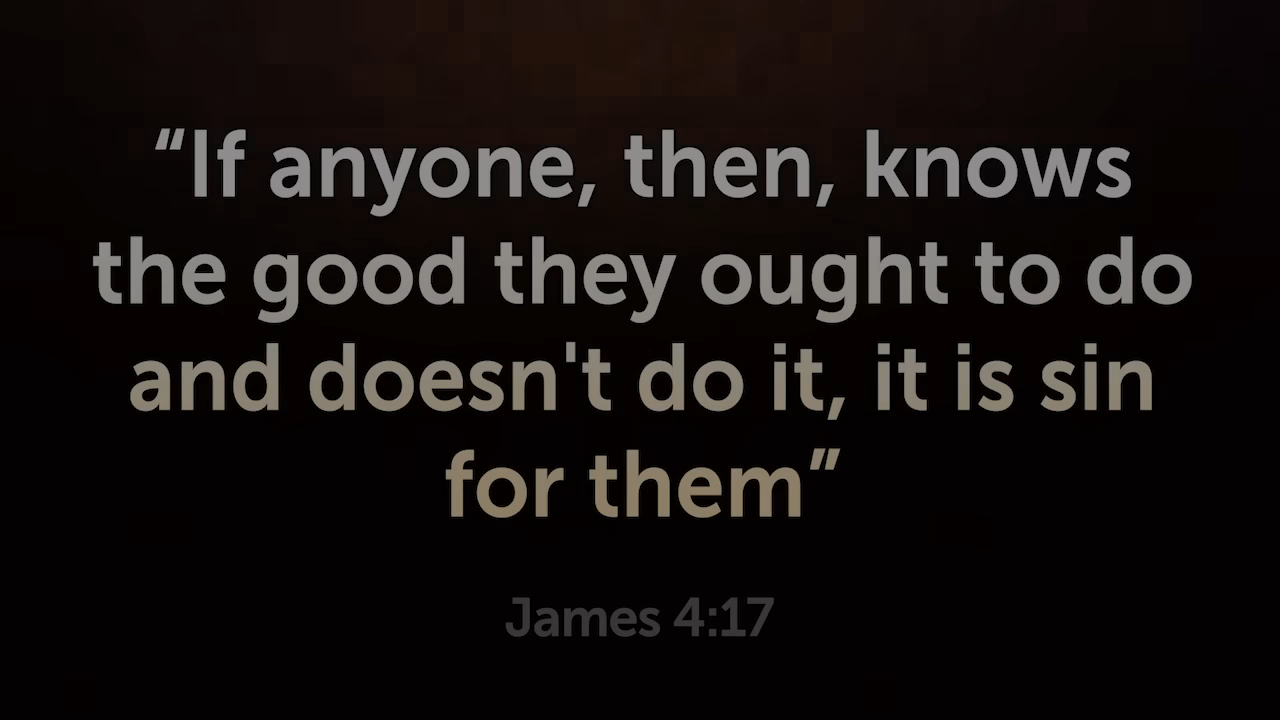 “If anyone, then, knows
the good they ought to do
and doesn't do it, it is sin
for them”
James 4:17